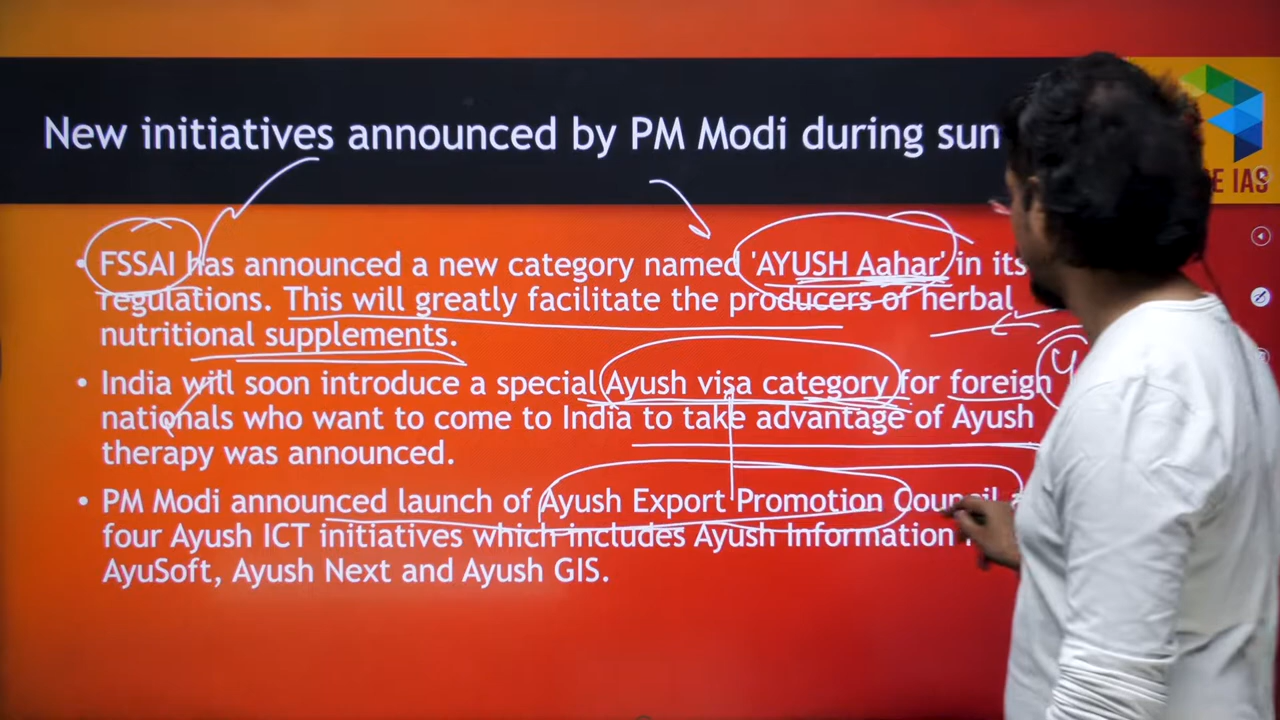 New initiatives announced by PM Modi during
E IAS
• FSSAI has announced a new category named 'AYUSH Aahar' in its
regulations. This will greatly facilitate the producers of herbal
nutritional supplements.
• India will soon introduce a special Ayush visa category for foreign
nationals who want to come to India to take advantage of Ayush
therapy was announced.
• PM Modi announced launch of Ayush Export Promotion Council
four Ayush ICT initiatives which includes Ayush Information
AyuSoft, Ayush Next and Ayush GIS.